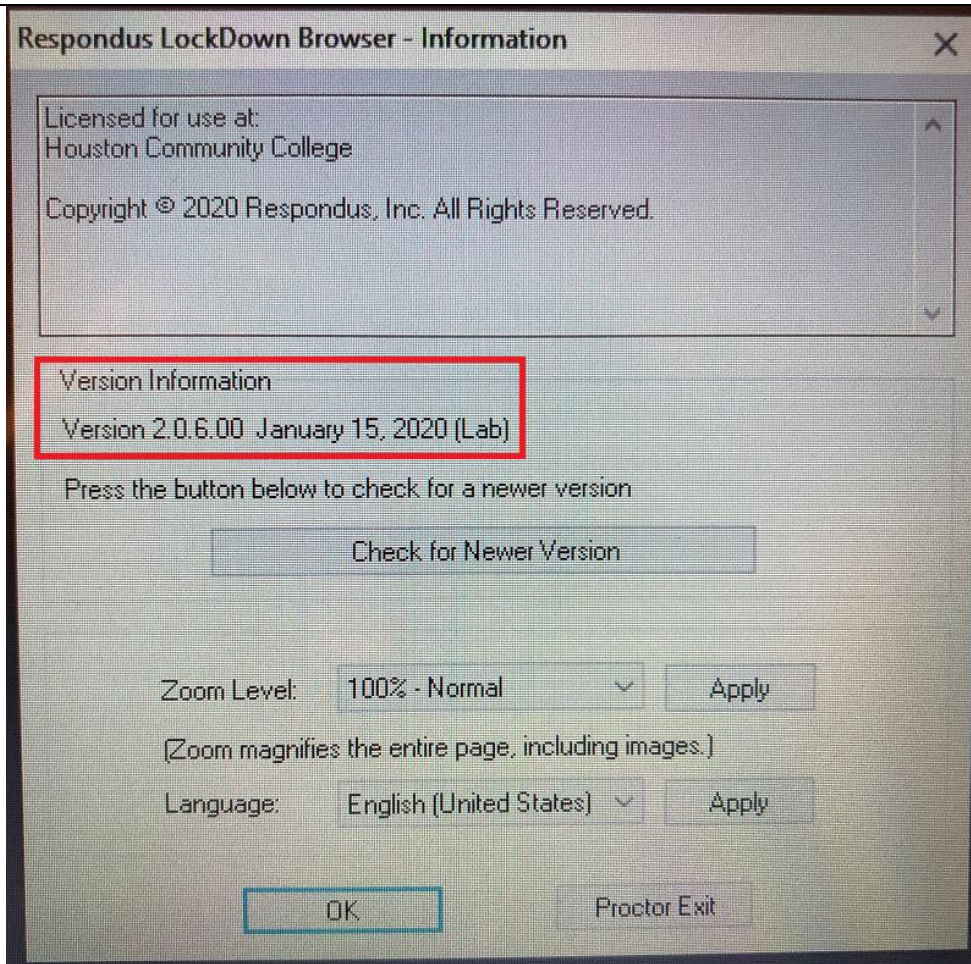 Respondus LockDown Browser - Information
Licensed for use at:
Houston Community College
Copyright © 2020 Respondus, Inc. All Rights Reserved.
Version Information
Version 2.0.6.00 January 15, 2020 (Lab)
Press the button below to check for a newer version
Check for Newer Version
Zoom Level: 100% - Normal Apply
(Zoom magnifies the entire page, including images.)
Language: English (United States) Apply
OK Proctor Exit